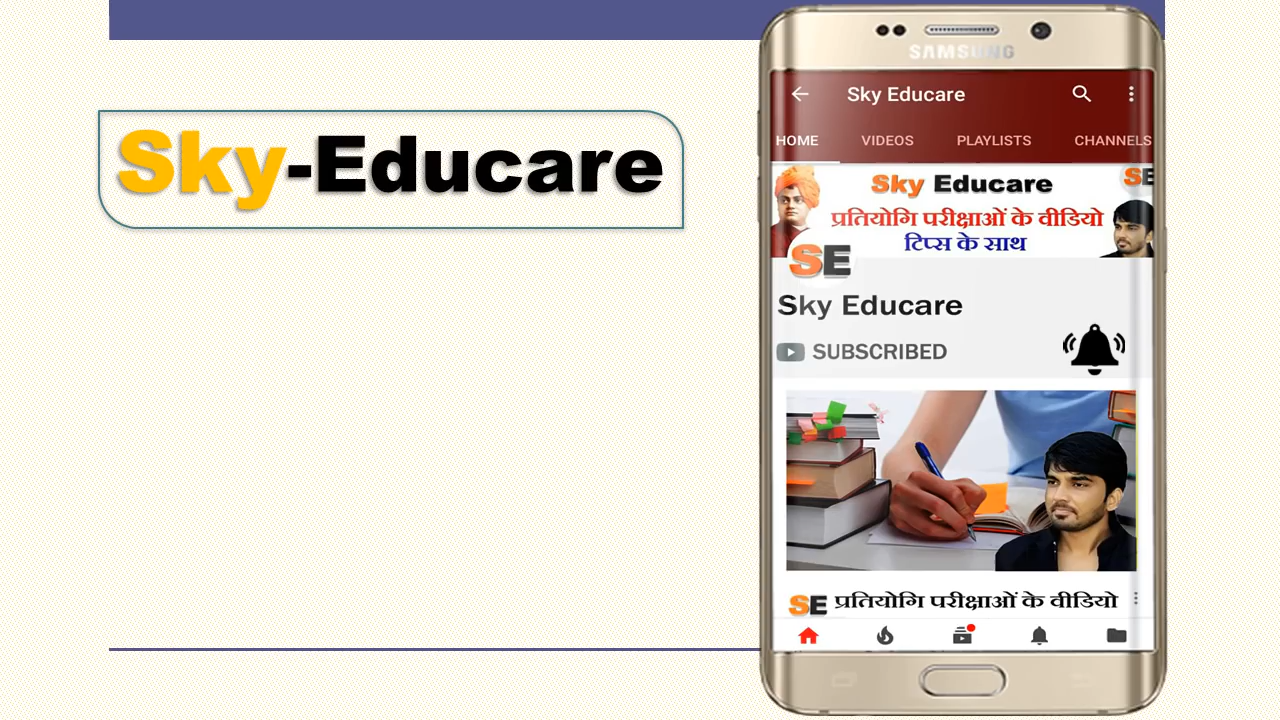 Sky-Educare
SAMSUNG
Sky Educare
HOME VIDEOS PLAYLISTS CHANNELS
Sky Educare
SE
प्रतियोगि परीक्षाओं के वीडियो
टिप्स के साथ
SE
Sky Educare
SUBSCRIBED
SE प्रतियोगि परीक्षाओं के वीडियो